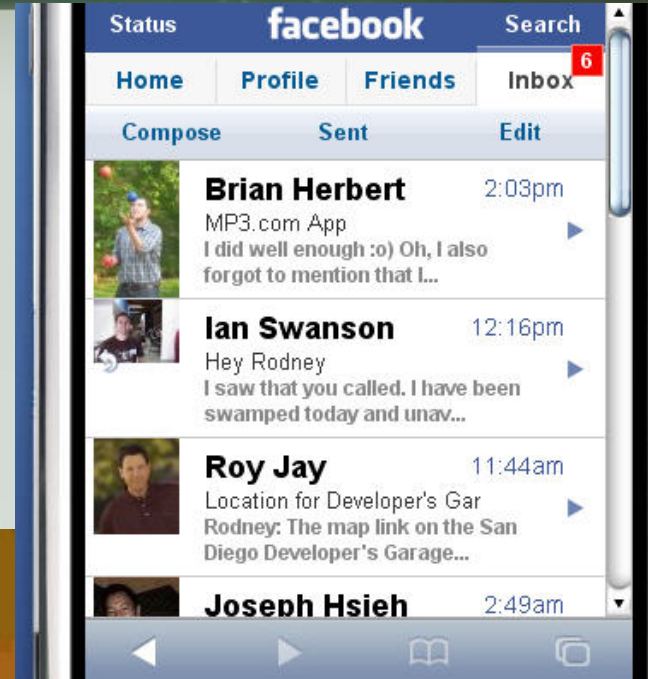 Status facebook Search
Home Profile Friends Inbox 6
Compose Sent Edit
Brian Herbert 2:03pm
MP3.com App
I did well enough :o) Oh, I also
forgot to mention that I...
Ian Swanson 12:16pm
Hey Rodney
I saw that you called. I have been
swamped today and unav...
Roy Jay 11:44am
Location for Developer's Gar
Rodney: The map link on the San
Diego Developer's Garage...
Joseph Hsieh 2:49am